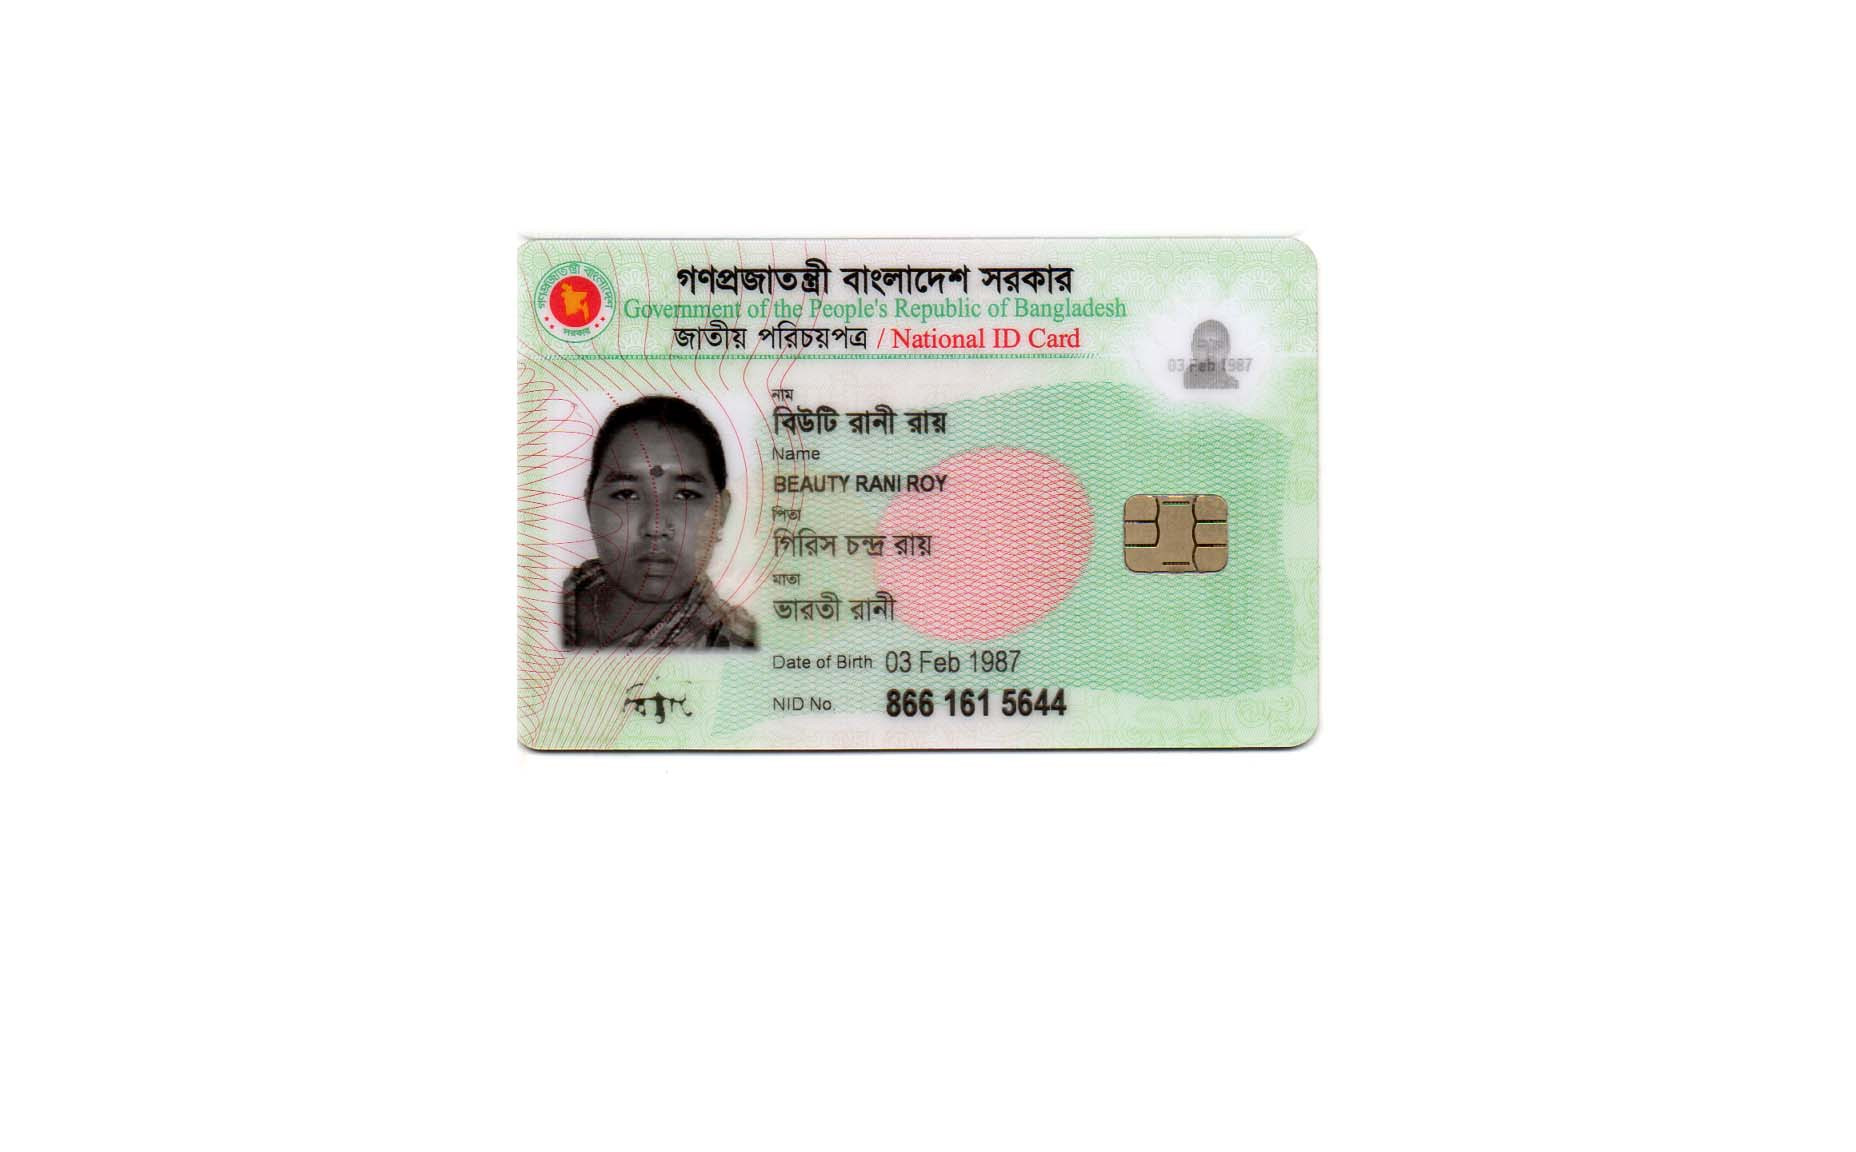 গণপ্রজাতন্ত্রী বাংলাদেশ সরকার
Government of the People's Republic of Bangladesh
জাতীয় পরিচয়পত্র / National ID Card
গণপ্রজাতন্ত্রী বাংলাদেশ
সরকার
03 Feb 1987
নাম
বিউটি রানী রায়
Name
BEAUTY RANI ROY
পিতা
গিরিস চন্দ্র রায়
মাতা
ভারতী রানী
Date of Birth 03 Feb 1987
NID No. 866 161 5644